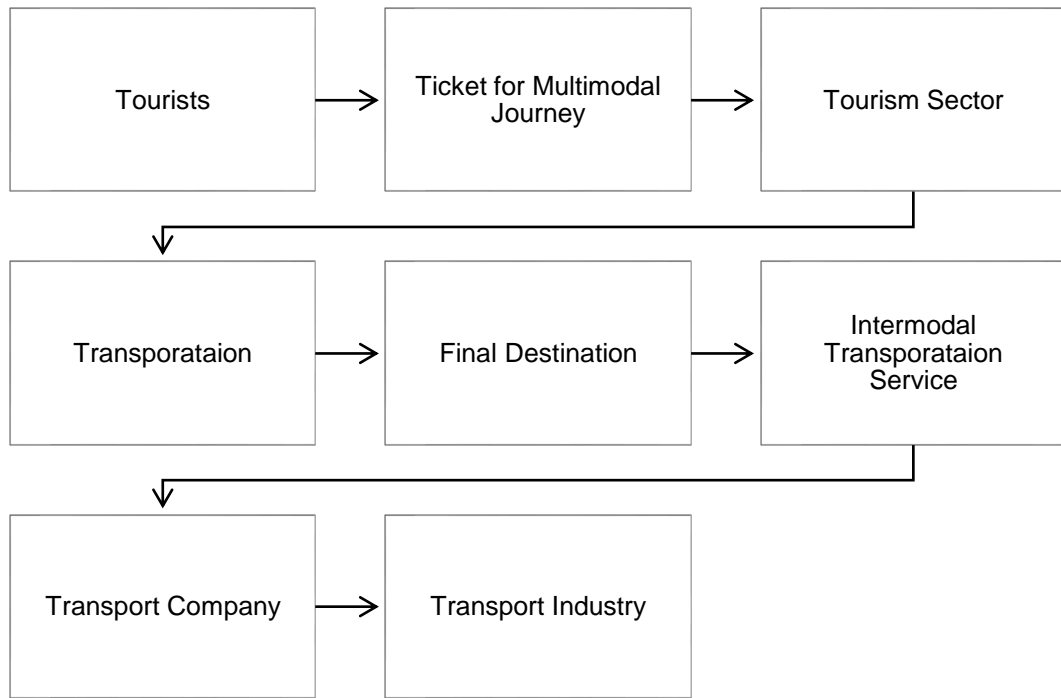 Tourists
Ticket for Multimodal
Journey
Tourism Sector
Transporataion
Final Destination
Intermodal
Transporataion
Service
Transport Company
Transport Industry